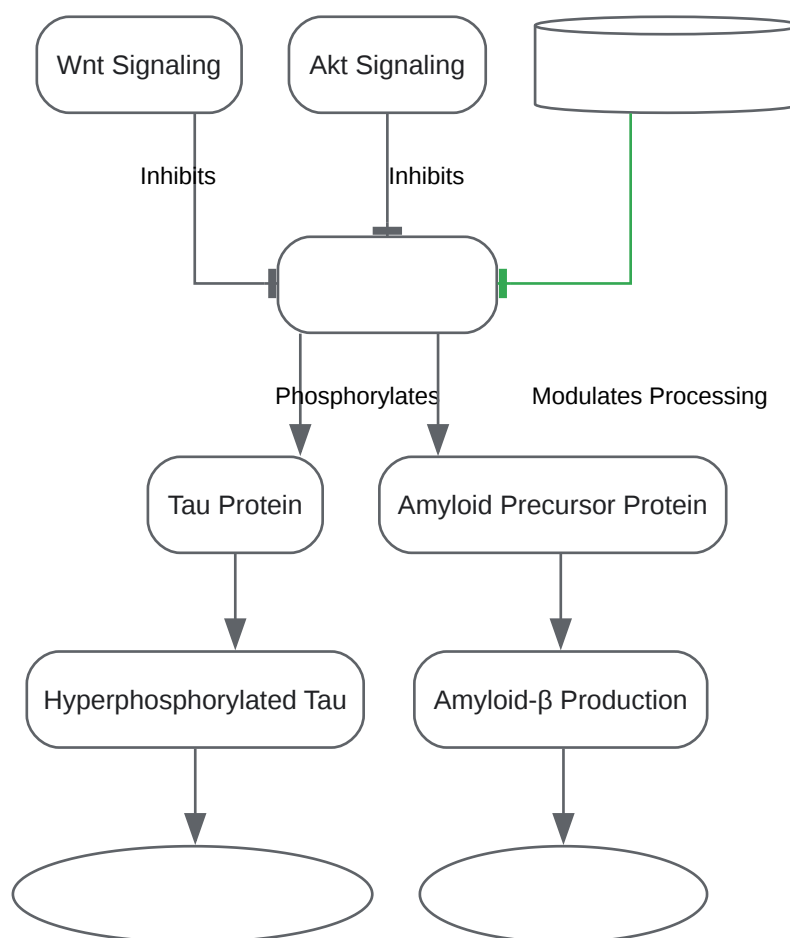 Wnt Signaling
Akt Signaling
Inhibits
Inhibits
Phosphorylates
Modulates Processing
Tau Protein
Amyloid Precursor Protein
Hyperphosphorylated Tau
Amyloid-β Production